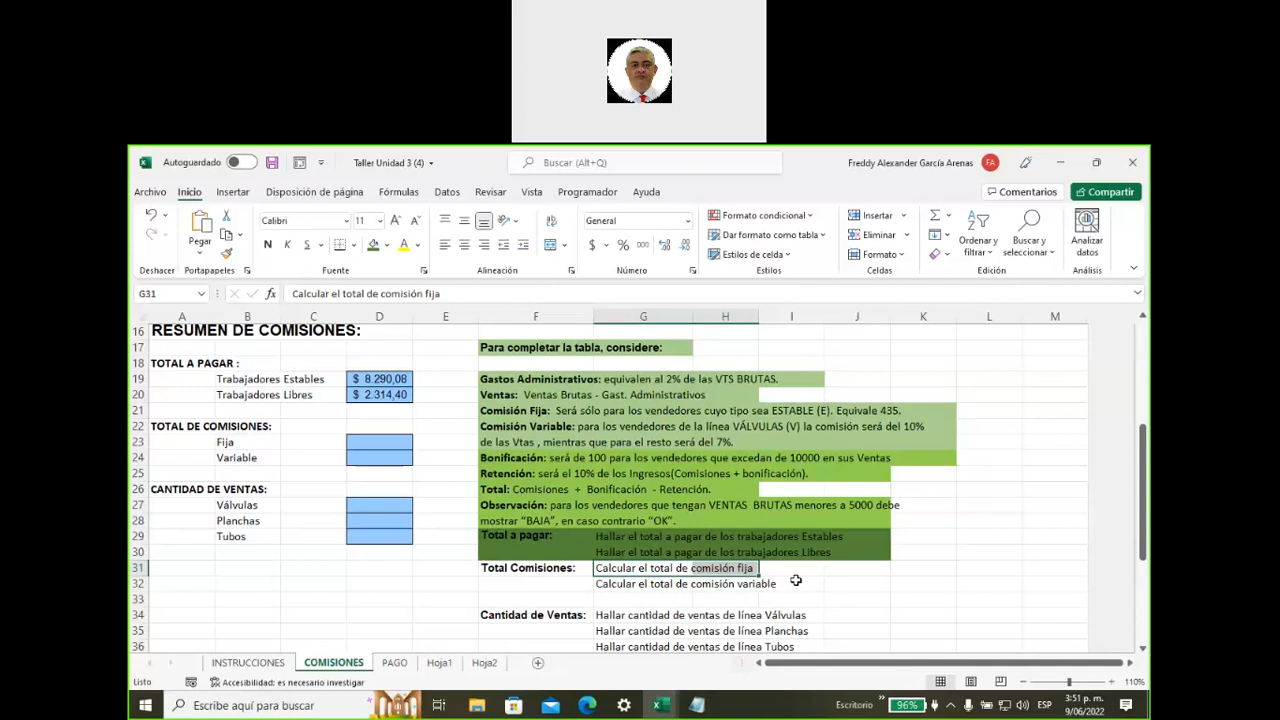 Autoguardado
Taller Unidad 3 (4)
Buscar (Alt+Q)
Freddy Alexander García Arenas
FA
Archivo Inicio Insertar Disposición de página Fórmulas Datos Revisar Vista Programador Ayuda
Comentarios
Compartir
Pegar
Calibri 11
General
Formato condicional
Dar formato como tabla
Estilos de celda
Insertar
Eliminar
Formato
Ordenar y filtrar
Buscar y seleccionar
Analizar datos
N K S
$ % 000
Deshacer Portapapeles Fuente Alineación Número Estilos Celdas Edición Análisis
G31 fx Calcular el total de comisión fija
A B C D E F G H I J K L M
16 RESUMEN DE COMISIONES:
17 Para completar la tabla, considere:
18 TOTAL A PAGAR :
19 Trabajadores Estables $ 8.290,08 Gastos Administrativos: equivalen al 2% de las VTS BRUTAS.
20 Trabajadores Libres $ 2.314,40 Ventas: Ventas Brutas - Gast. Administrativos
21 Comisión Fija: Será sólo para los vendedores cuyo tipo sea ESTABLE (E). Equivale 435.
22 TOTAL DE COMISIONES: Comisión Variable: para los vendedores de la línea VÁLVULAS (V) la comisión será del 10%
23 Fija de las Vtas , mientras que para el resto será del 7%.
24 Variable Bonificación: será de 100 para los vendedores que excedan de 10000 en sus Ventas
25 Retención: será el 10% de los Ingresos(Comisiones + bonificación).
26 CANTIDAD DE VENTAS: Total: Comisiones + Bonificación - Retención.
27 Válvulas Observación: para los vendedores que tengan VENTAS BRUTAS menores a 5000 debe
28 Planchas mostrar "BAJA", en caso contrario "OK".
29 Tubos Total a pagar: Hallar el total a pagar de los trabajadores Estables
30 Hallar el total a pagar de los trabajadores Libres
31 Total Comisiones: Calcular el total de comisión fija
32 Calcular el total de comisión variable
33
34 Cantidad de Ventas: Hallar cantidad de ventas de línea Válvulas
35 Hallar cantidad de ventas de línea Planchas
36 Hallar cantidad de ventas de línea Tubos
INSTRUCCIONES COMISIONES PAGO Hoja1 Hoja2
Listo Accesibilidad: es necesario investigar 110%
Escribe aquí para buscar
Escritorio
96%
ESP
3:51 p. m.
9/06/2022